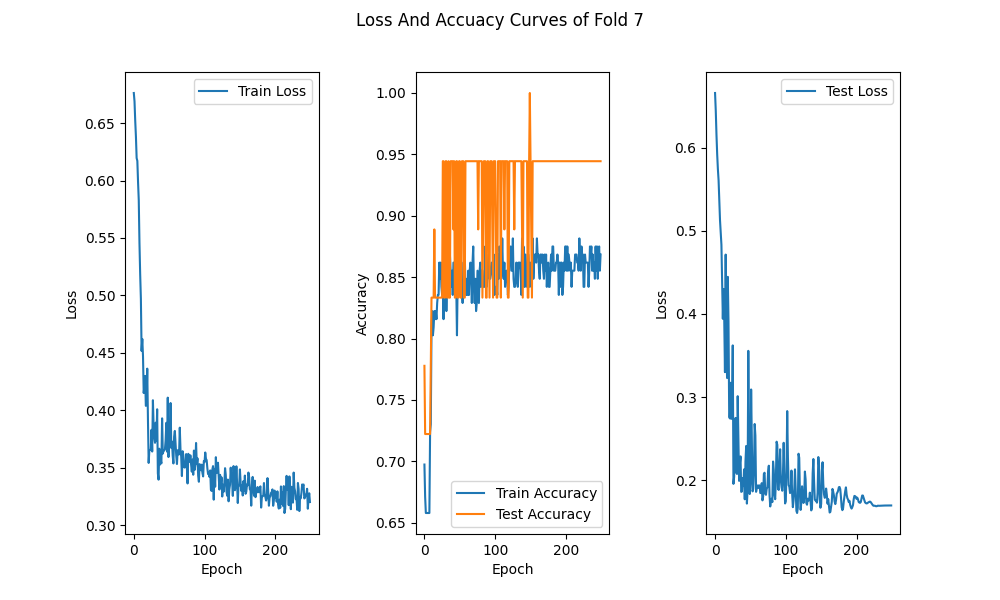 Loss And Accuacy Curves of Fold 7
Train Loss
0.65
0.60
0.55
0.50
0.45
0.40
0.35
0.30
Loss
0
100
200
Epoch
1.00
0.95
0.90
0.85
0.80
0.75
0.70
0.65
Accuracy
Train Accuracy
Test Accuracy
0
100
200
Epoch
Test Loss
0.6
0.5
0.4
0.3
0.2
Loss
0
100
200
Epoch